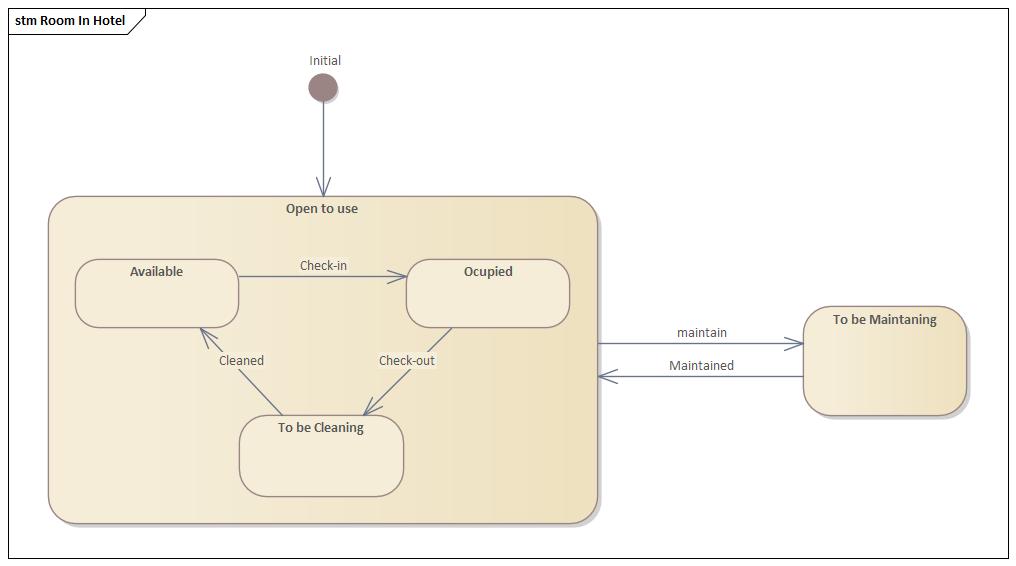 stm Room In Hotel
Initial
Open to use
Available
Check-in
Ocupied
To be Maintaning
maintain
Cleaned
Check-out
Maintained
To be Cleaning